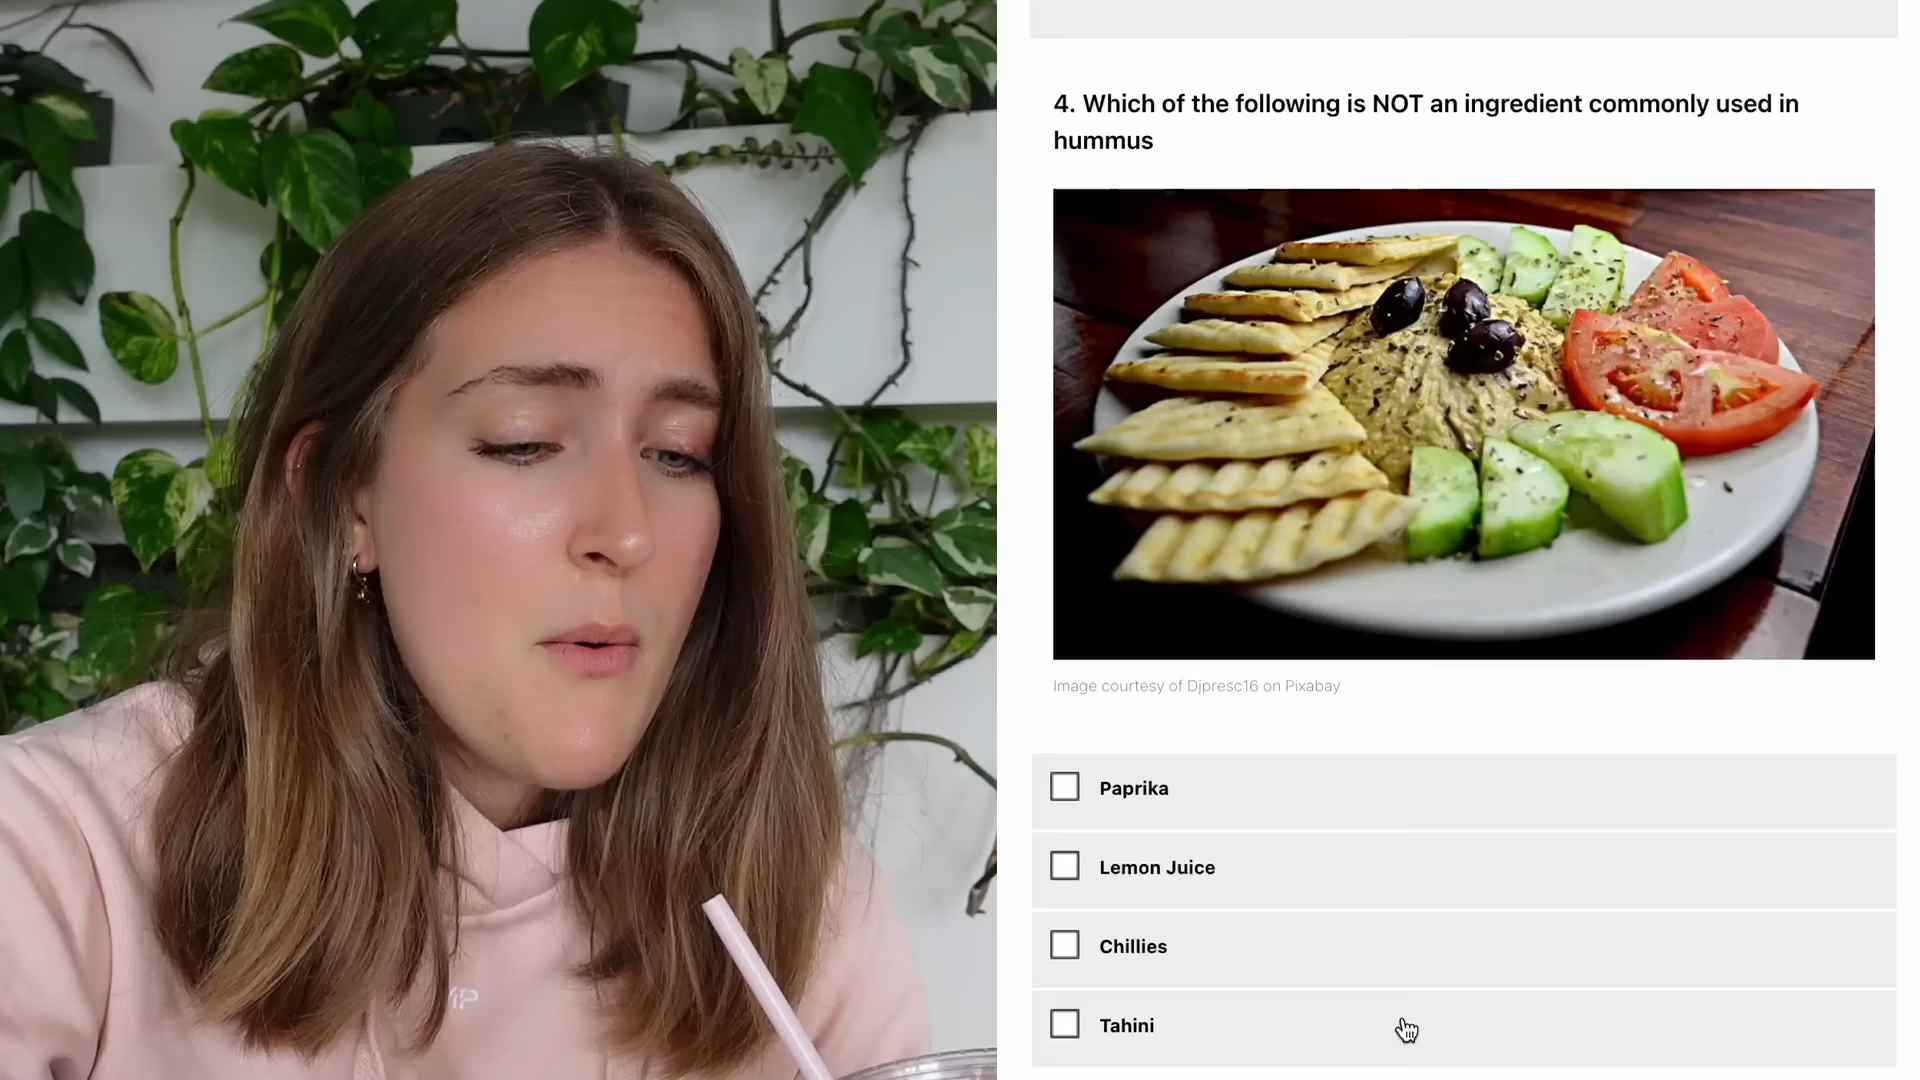 4. Which of the following is NOT an ingredient commonly used in
hummus
Image courtesy of Djpresc16 on Pixabay
Paprika
Lemon Juice
Chillies
Tahini